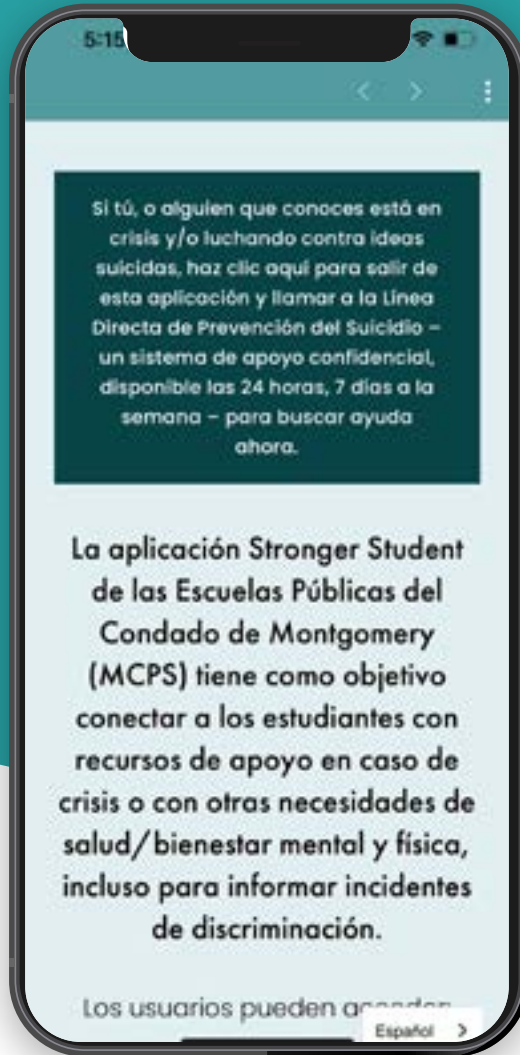 5:15
Si tú, o alguien que conoces está en
crisis y/o luchando contra ideas
suicidas, haz clic aquí para salir de
esta aplicación y llamar a la Línea
Directa de Prevención del Suicidio –
un sistema de apoyo confidencial,
disponible las 24 horas, 7 días a la
semana – para buscar ayuda
ahora.
La aplicación Stronger Student
de las Escuelas Públicas del
Condado de Montgomery
(MCPS) tiene como objetivo
conectar a los estudiantes con
recursos de apoyo en caso de
crisis o con otras necesidades de
salud/bienestar mental y física,
incluso para informar incidentes
de discriminación.
Los usuarios pueden
Español